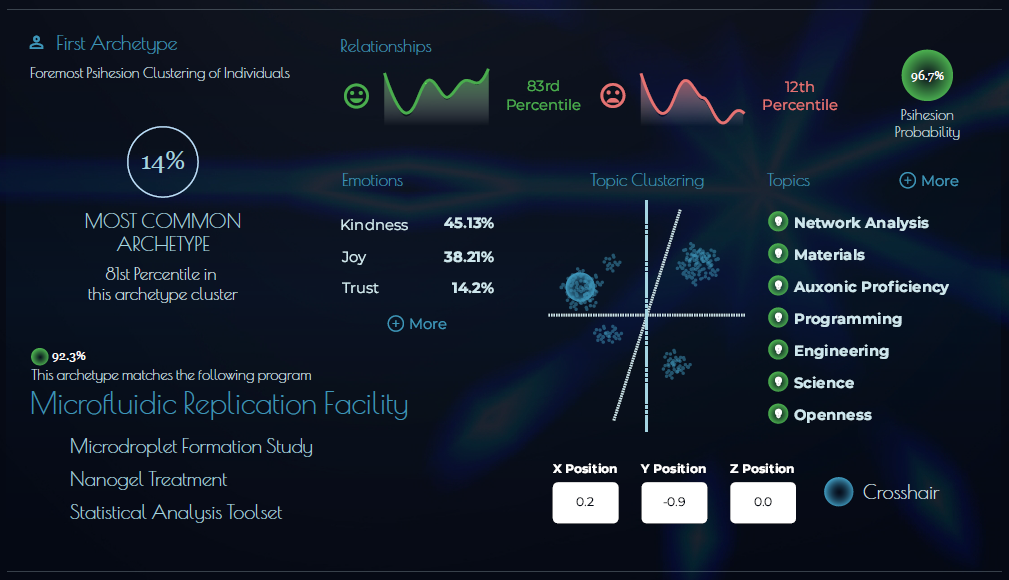 First Archetype
Foremost Psihesion Clustering of Individuals
14%
MOST COMMON
ARCHETYPE
81st Percentile in
this archetype cluster
Relationships
83rd
Percentile
12th
Percentile
96.7%
Psihesion
Probability
Emotions
Kindness 45.13%
Joy 38.21%
Trust 14.2%
More
Topic Clustering
Topics
More
Network Analysis
Materials
Auxonic Proficiency
Programming
Engineering
Science
Openness
92.3%
This archetype matches the following program
Microfluidic Replication Facility
Microdroplet Formation Study
Nanogel Treatment
Statistical Analysis Toolset
X Position Y Position Z Position
0.2 -0.9 0.0
Crosshair